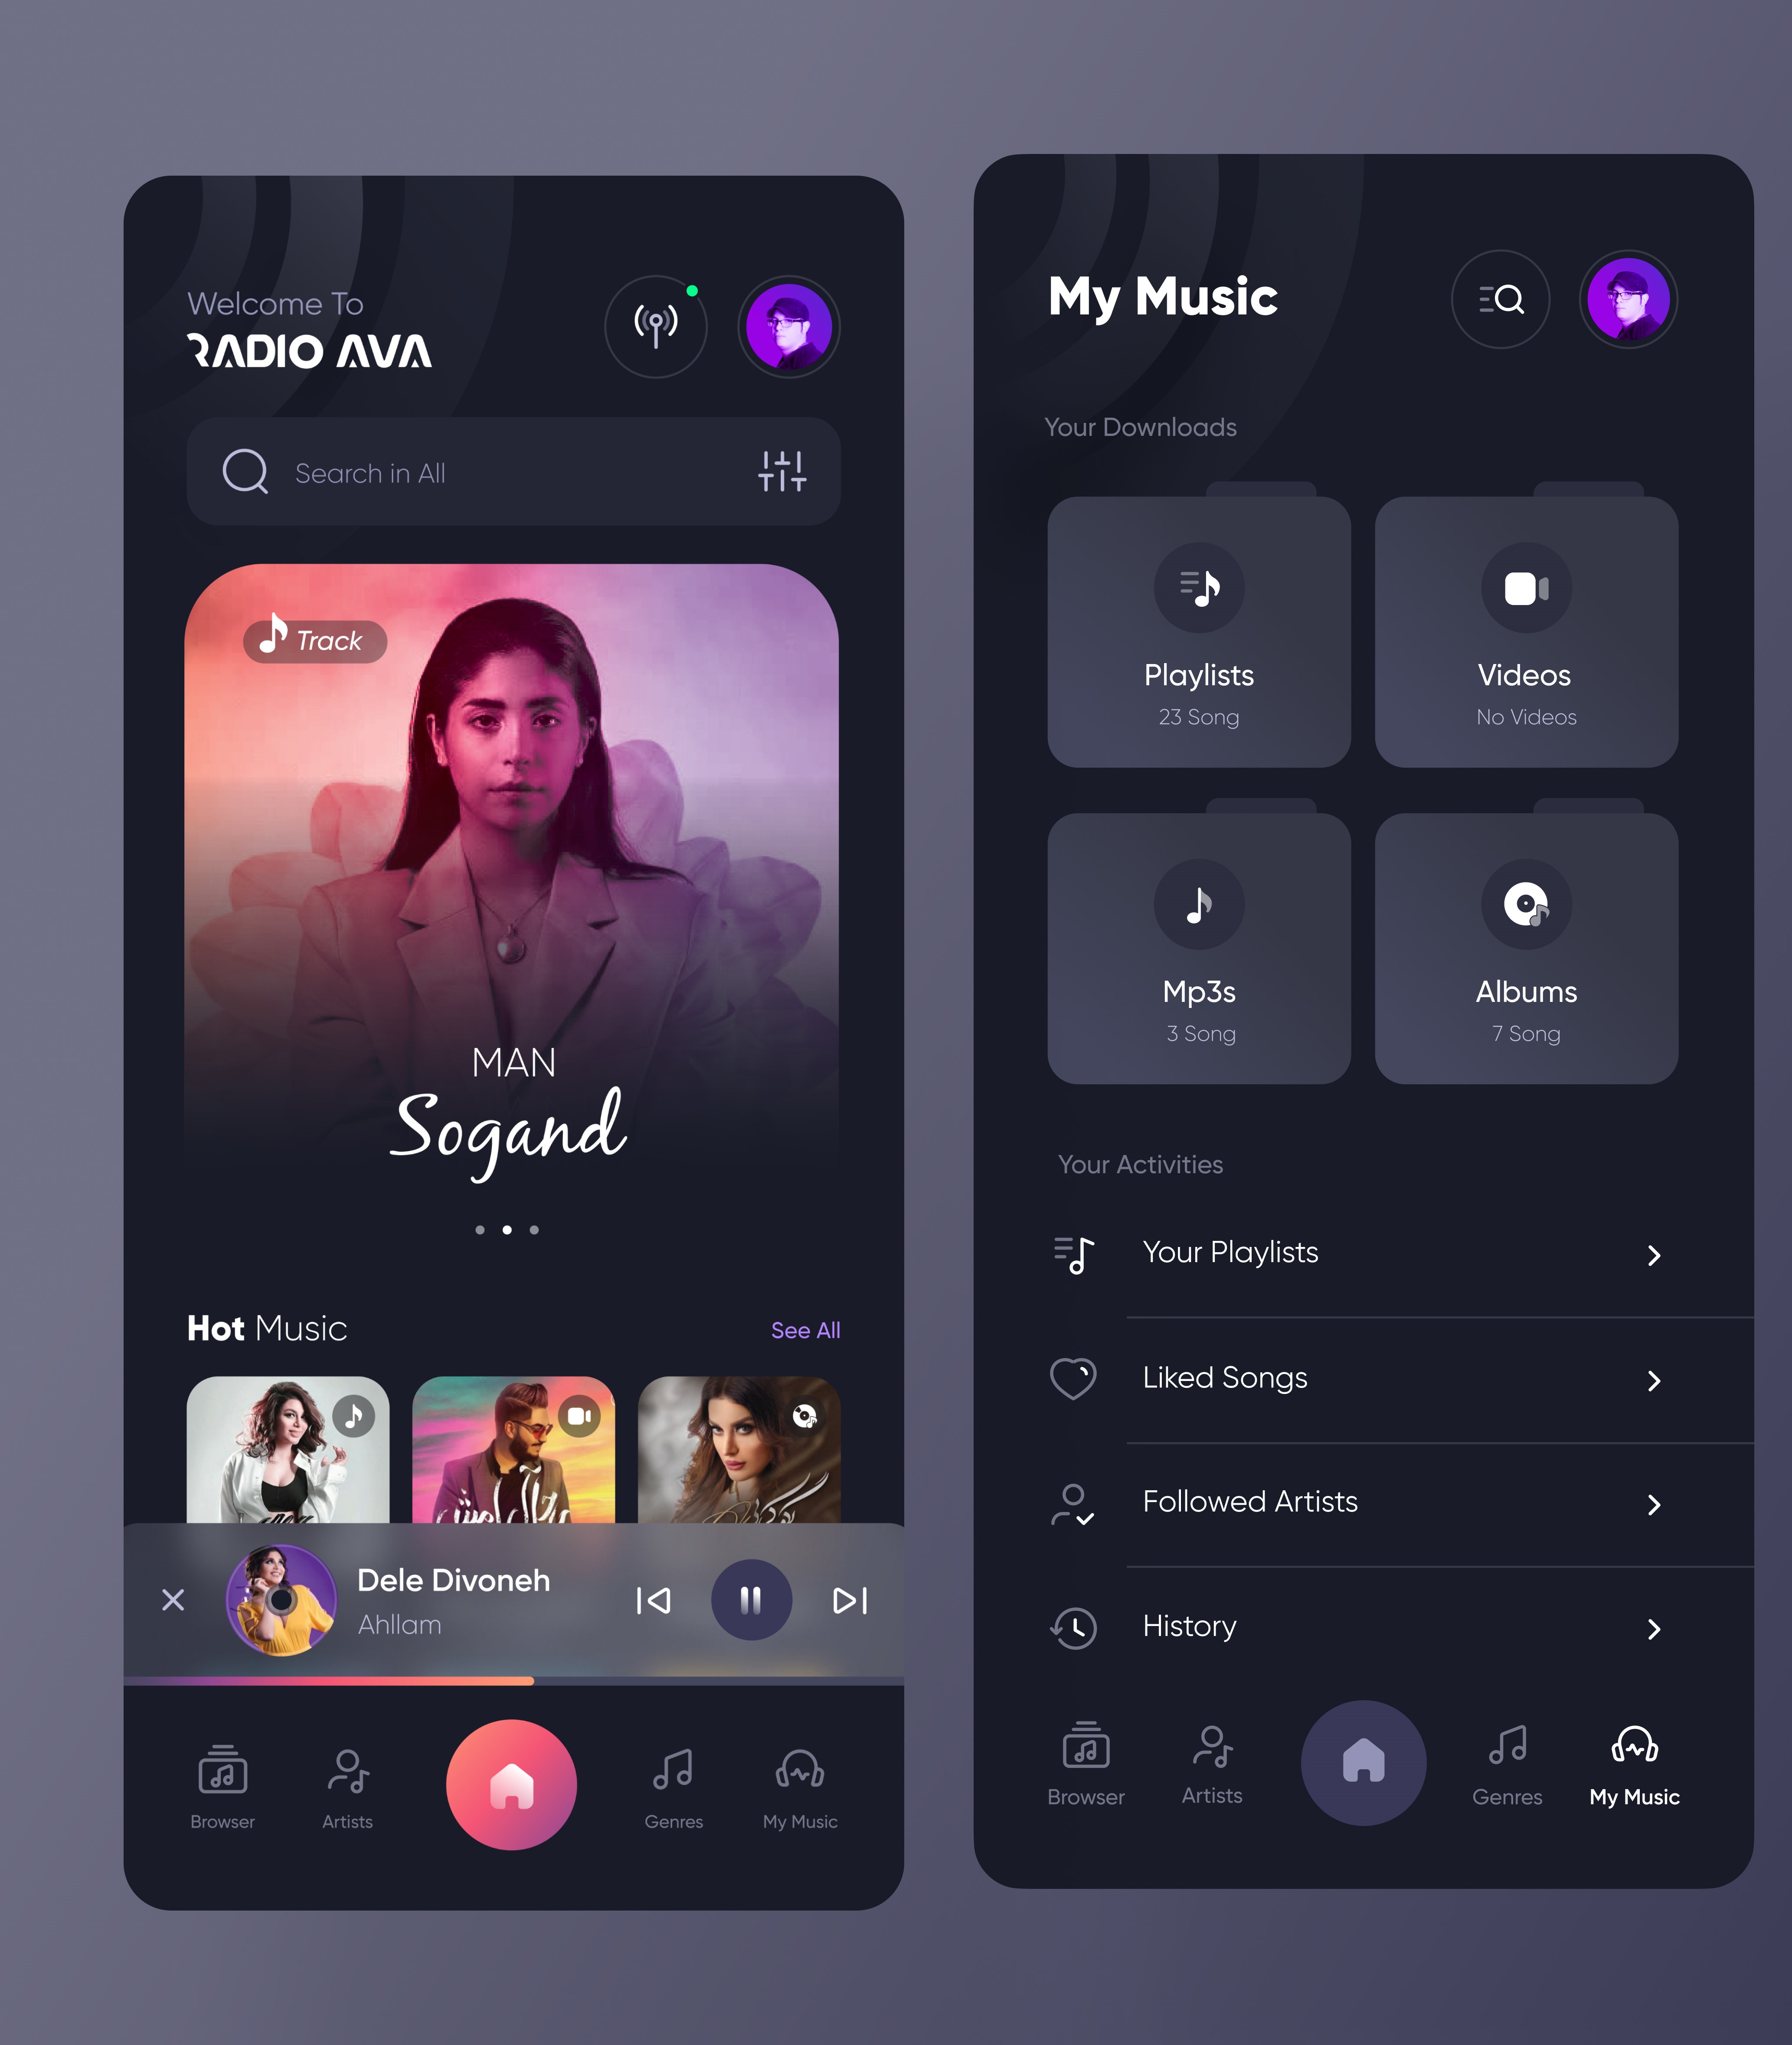 Welcome To
RADIO AVA
Search in All
Track
MAN
Sogand
Hot Music
See All
Dele Divoneh
Ahllam
Browser
Artists
Genres
My Music
My Music
Your Downloads
Playlists
23 Song
Videos
No Videos
Mp3s
3 Song
Albums
7 Song
Your Activities
Your Playlists
Liked Songs
Followed Artists
History
Browser
Artists
Genres
My Music